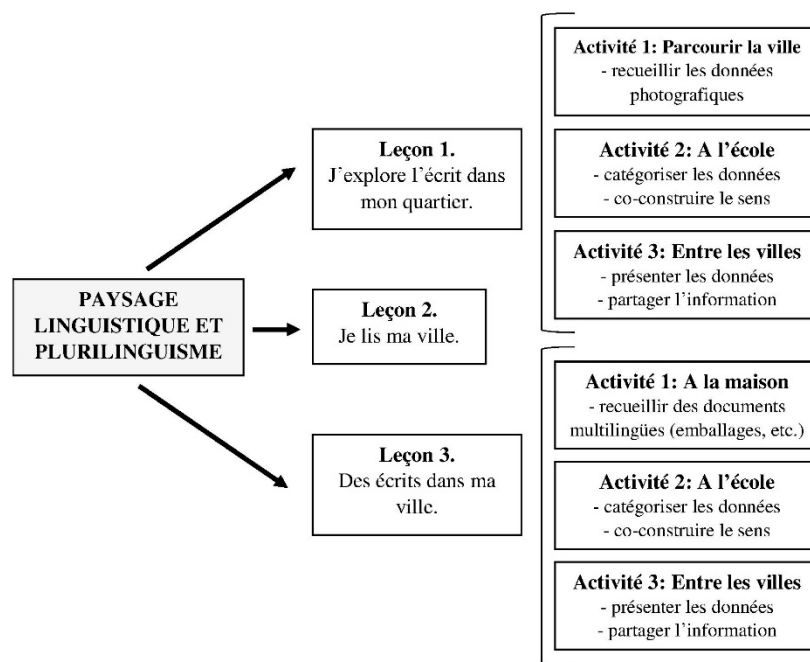 PAYSAGE
LINGUISTIQUE ET
PLURILINGUISME
Leçon 1.
J'explore l'écrit dans
mon quartier.
Leçon 2.
Je lis ma ville.
Leçon 3.
Des écrits dans ma
ville.
Activité 1: Parcourir la ville
- recueillir les données
photografiques
Activité 2: A l'école
- catégoriser les données
- co-construire le sens
Activité 3: Entre les villes
- présenter les données
- partager l'information
Activité 1: A la maison
- recueillir des documents
multilingües (emballages, etc.)
Activité 2: A l'école
- catégoriser les données
- co-construire le sens
Activité 3: Entre les villes
- présenter les données
- partager l'information